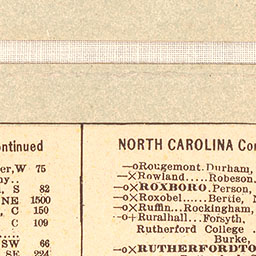 ontinued
er,W 75
ny..
, S 82
NE 1500
, C 150
C 109
.....
SW 66
SE 224
NORTH CAROLINA Co
—oRougemont.Durham,
—×Rowland.....Robeson
—o×ROXBORO.Person,
—o×Roxobel.....Bertie, N
—o×Ruffin...Rockingham,
-o+Ruralhall...Forsyth,
Rutherford College .
Burke,
—o×RUTHERFORDTO